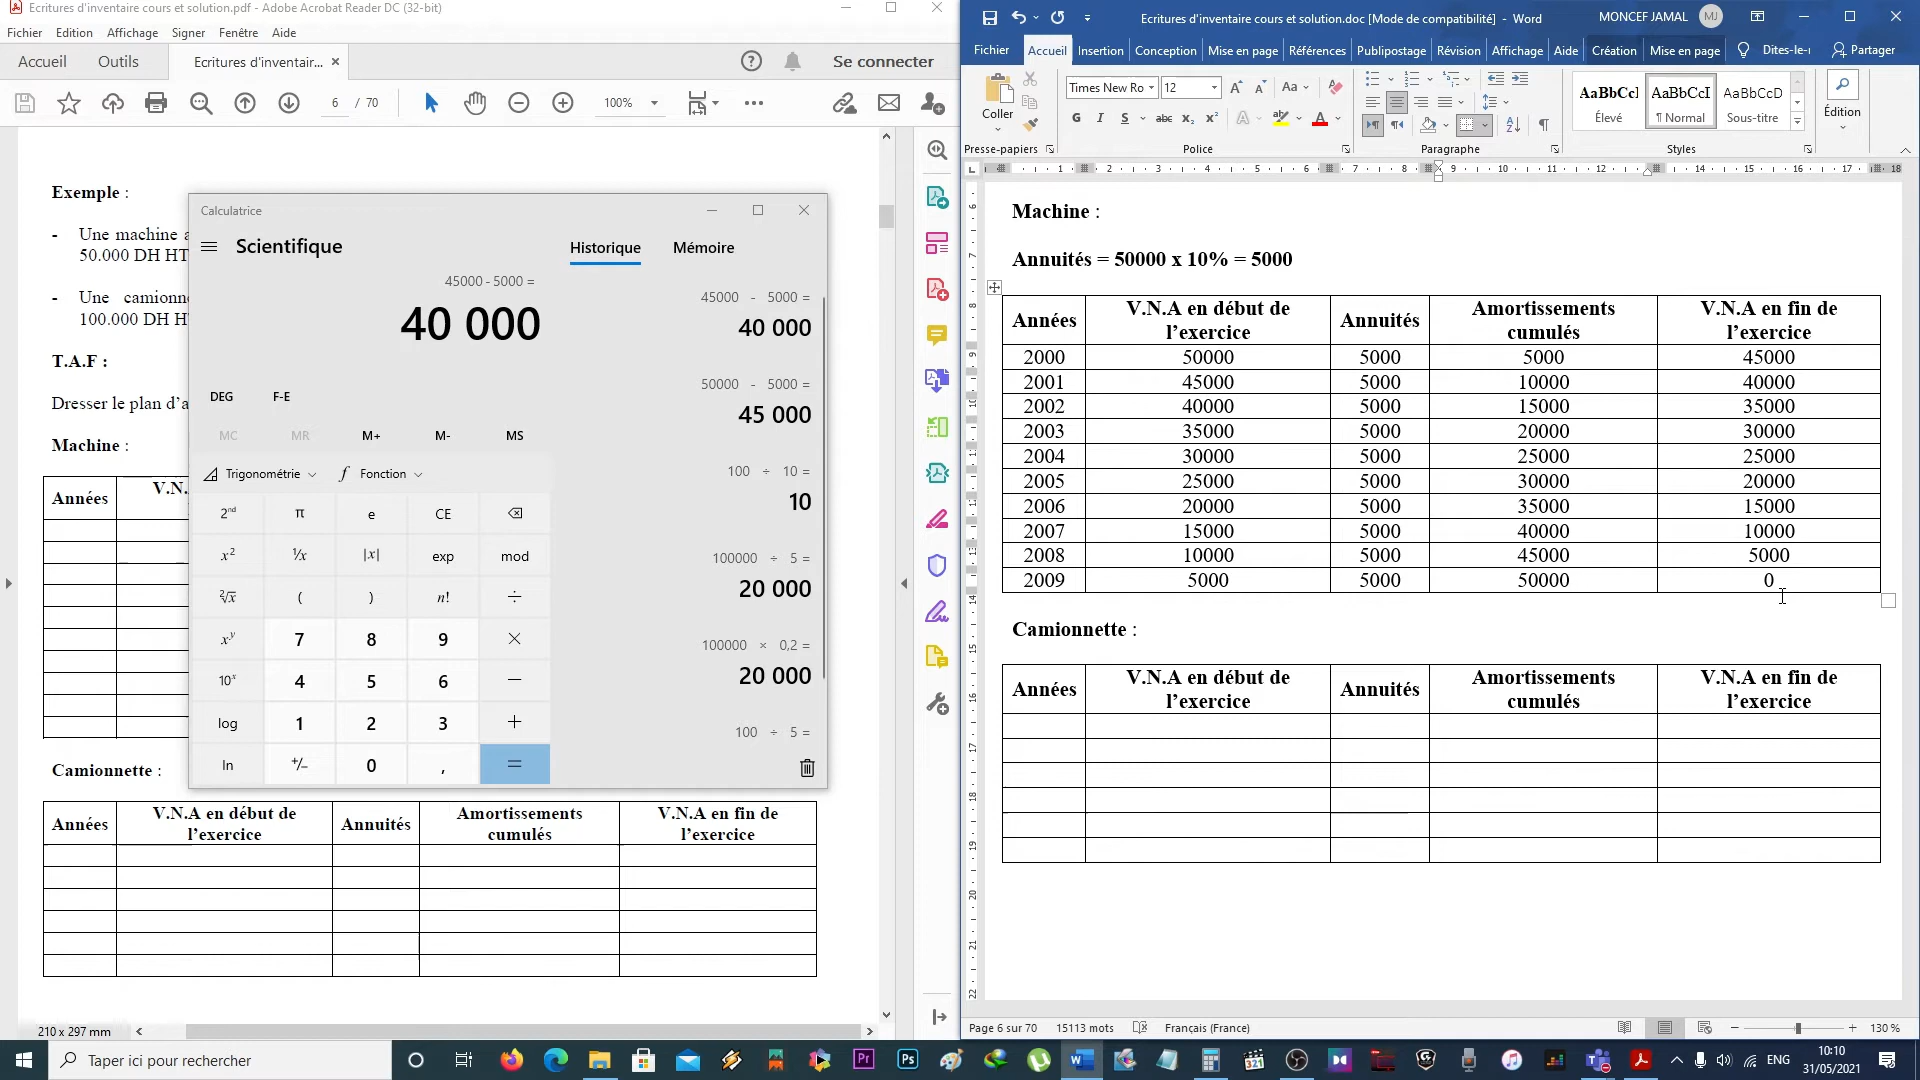 Ecritures d'inventaire cours et solution.pdf - Adobe Acrobat Reader DC (32-bit)
Fichier Edition Affichage Signer Fenêtre Aide
Accueil Outils Ecritures d'inventair... × Se connecter
6 / 70 100%
Exemple :
- Une machine a
50.000 DH HT
- Une camionne
100.000 DH H
T.A.F :
Dresser le plan d'a
Machine :
Années V.N.
Camionnette :
Années V.N.A en début de l'exercice Annuités Amortissements cumulés V.N.A en fin de l'exercice
210 x 297 mm
Calculatrice
Scientifique Historique Mémoire
45000 - 5000 =
40 000
DEG F-E
MC MR M+ M- MS
Trigonométrie f Fonction
2nd π e CE
x² ¹/x |x| exp mod
²√x ( ) n! ÷
xʸ 7 8 9 ×
10ˣ 4 5 6 −
log 1 2 3 +
ln +/− 0 , =
45000 - 5000 =
40 000
50000 - 5000 =
45 000
100 ÷ 10 =
10
100000 ÷ 5 =
20 000
100000 × 0,2 =
20 000
100 ÷ 5 =
Ecritures d'inventaire cours et solution.doc [Mode de compatibilité] - Word MONCEF JAMAL MJ
Fichier Accueil Insertion Conception Mise en page Références Publipostage Révision Affichage Aide Création Mise en page Dites-le-ı Partager
Coller
Times New Ro 12
G I S abc x₂ x²
AaBbCcI AaBbCcI AaBbCcD
Élevé ¶ Normal Sous-titre
Édition
Presse-papiers Police Paragraphe Styles
Machine :
Annuités = 50000 x 10% = 5000
Années V.N.A en début de l'exercice Annuités Amortissements cumulés V.N.A en fin de l'exercice
2000 50000 5000 5000 45000
2001 45000 5000 10000 40000
2002 40000 5000 15000 35000
2003 35000 5000 20000 30000
2004 30000 5000 25000 25000
2005 25000 5000 30000 20000
2006 20000 5000 35000 15000
2007 15000 5000 40000 10000
2008 10000 5000 45000 5000
2009 5000 5000 50000 0
Camionnette :
Années V.N.A en début de l'exercice Annuités Amortissements cumulés V.N.A en fin de l'exercice
Page 6 sur 70 15113 mots Français (France) 130 %
Taper ici pour rechercher
ENG 10:10
31/05/2021